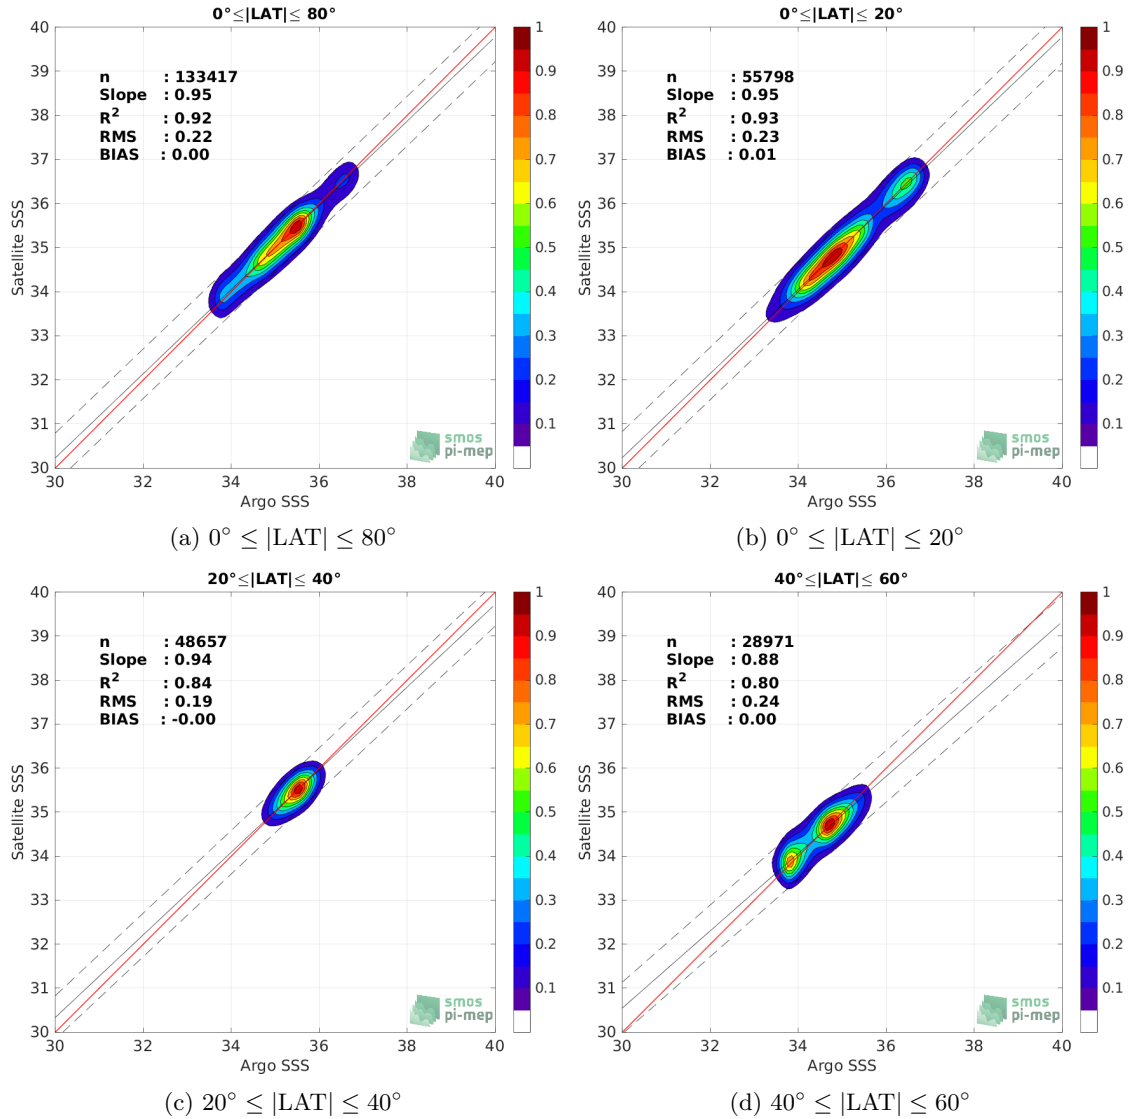 0°≤|LAT|≤ 80°
40
39
38
37
36
35
34
33
32
31
30
Satellite SSS
n : 133417
Slope : 0.95
R² : 0.92
RMS : 0.22
BIAS : 0.00
smos
pi-mep
30 32 34 36 38 40
Argo SSS
1
0.9
0.8
0.7
0.6
0.5
0.4
0.3
0.2
0.1
(a) 0° ≤ |LAT| ≤ 80°
0°≤|LAT|≤ 20°
40
39
38
37
36
35
34
33
32
31
30
Satellite SSS
n : 55798
Slope : 0.95
R² : 0.93
RMS : 0.23
BIAS : 0.01
smos
pi-mep
30 32 34 36 38 40
Argo SSS
1
0.9
0.8
0.7
0.6
0.5
0.4
0.3
0.2
0.1
(b) 0° ≤ |LAT| ≤ 20°
20°≤|LAT|≤ 40°
40
39
38
37
36
35
34
33
32
31
30
Satellite SSS
n : 48657
Slope : 0.94
R² : 0.84
RMS : 0.19
BIAS : -0.00
smos
pi-mep
30 32 34 36 38 40
Argo SSS
1
0.9
0.8
0.7
0.6
0.5
0.4
0.3
0.2
0.1
(c) 20° ≤ |LAT| ≤ 40°
40°≤|LAT|≤ 60°
40
39
38
37
36
35
34
33
32
31
30
Satellite SSS
n : 28971
Slope : 0.88
R² : 0.80
RMS : 0.24
BIAS : 0.00
smos
pi-mep
30 32 34 36 38 40
Argo SSS
1
0.9
0.8
0.7
0.6
0.5
0.4
0.3
0.2
0.1
(d) 40° ≤ |LAT| ≤ 60°